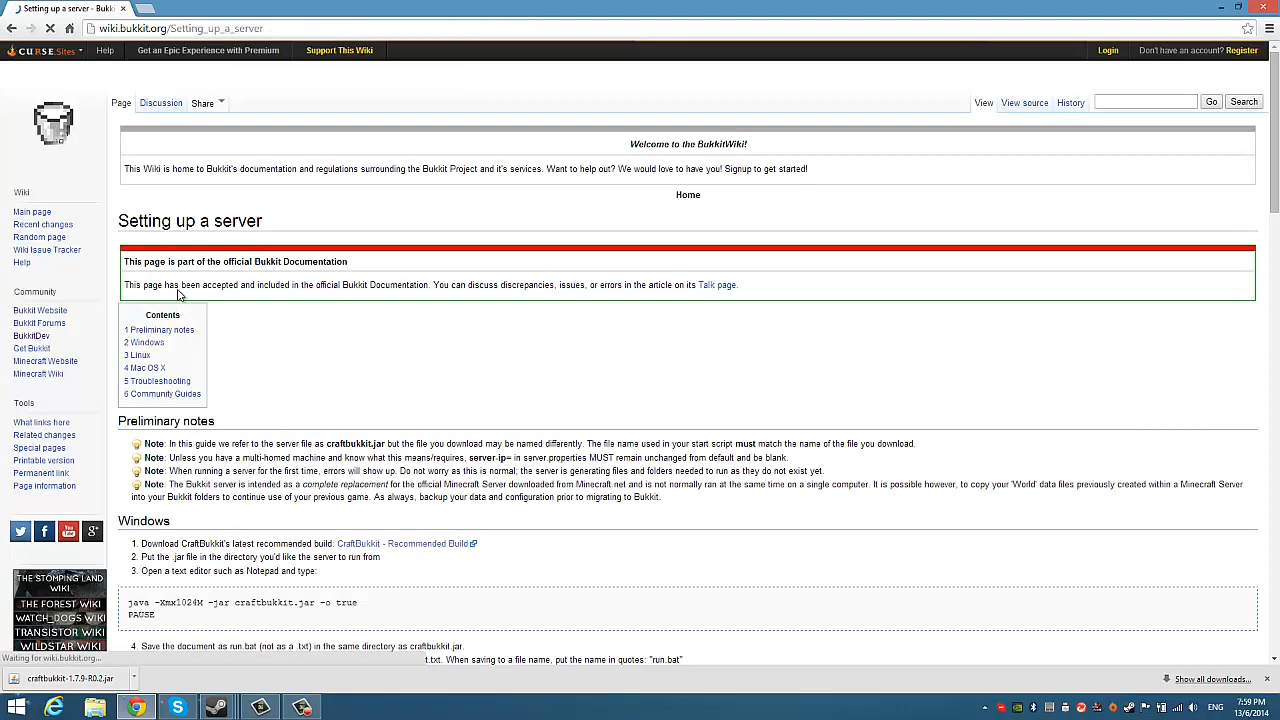 Setting up a server - Bukk
wiki.bukkit.org/Setting_up_a_server
CURSE.Sites
Help
Get an Epic Experience with Premium
Support This Wiki
Login
Don't have an account? Register
Page
Discussion
Share
View
View source
History
Go
Search
Welcome to the BukkitWiki!
This Wiki is home to Bukkit's documentation and regulations surrounding the Bukkit Project and it's services. Want to help out? We would love to have you! Signup to get started!
Home
Wiki
Main page
Recent changes
Random page
Wiki Issue Tracker
Help
Community
Bukkit Website
Bukkit Forums
BukkitDev
Get Bukkit
Minecraft Website
Minecraft Wiki
Tools
What links here
Related changes
Special pages
Printable version
Permanent link
Page information
THE STOMPING LAND
WIKI
THE FOREST WIKI
WATCH_DOGS WIKI
TRANSISTOR WIKI
WILDSTAR WIKI
Setting up a server
This page is part of the official Bukkit Documentation
This page has been accepted and included in the official Bukkit Documentation. You can discuss discrepancies, issues, or errors in the article on its Talk page.
Contents
1 Preliminary notes
2 Windows
3 Linux
4 Mac OS X
5 Troubleshooting
6 Community Guides
Preliminary notes
Note: In this guide we refer to the server file as craftbukkit.jar but the file you download may be named differently. The file name used in your start script must match the name of the file you download.
Note: Unless you have a multi-homed machine and know what this means/requires, server-ip= in server.properties MUST remain unchanged from default and be blank.
Note: When running a server for the first time, errors will show up. Do not worry as this is normal; the server is generating files and folders needed to run as they do not exist yet.
Note: The Bukkit server is intended as a complete replacement for the official Minecraft Server downloaded from Minecraft.net and is not normally ran at the same time on a single computer. It is possible however, to copy your 'World' data files previously created within a Minecraft Server
into your Bukkit folders to continue use of your previous game. As always, backup your data and configuration prior to migrating to Bukkit.
Windows
1. Download CraftBukkit's latest recommended build: CraftBukkit - Recommended Build
2. Put the .jar file in the directory you'd like the server to run from
3. Open a text editor such as Notepad and type:
java -Xmx1024M -jar craftbukkit.jar -o true
PAUSE
4. Save the document as run.bat (not as a .txt) in the same directory as craftbukkit.jar.
t.txt. When saving to a file name, put the name in quotes: "run.bat"
Waiting for wiki.bukkit.org...
craftbukkit-1.7.9-R0.2.jar
Show all downloads...
ENG
7:59 PM
13/6/2014